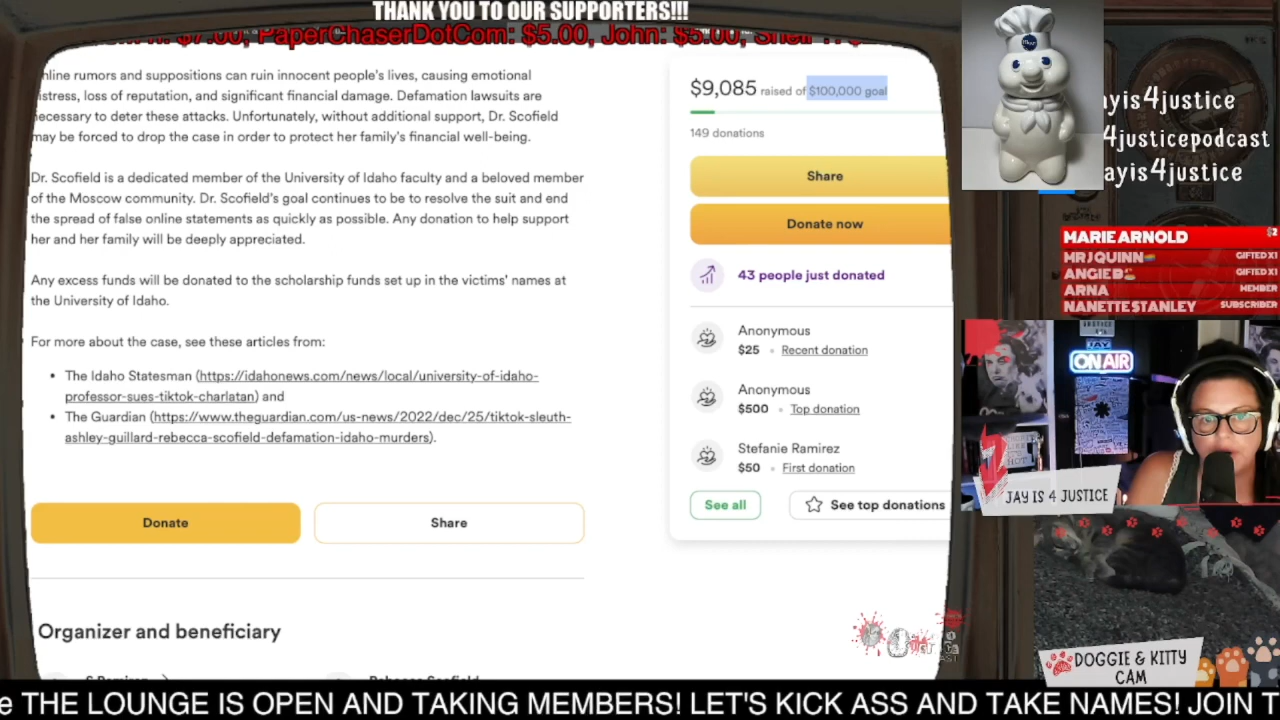 THANK YOU TO OUR SUPPORTERS!!!
$7.00, PaperChaserDotCom: $5.00, John: $5.00,
nline rumors and suppositions can ruin innocent people's lives, causing emotional
istress, loss of reputation, and significant financial damage. Defamation lawsuits are
ecessary to deter these attacks. Unfortunately, without additional support, Dr. Scofield
may be forced to drop the case in order to protect her family's financial well-being.
Dr. Scofield is a dedicated member of the University of Idaho faculty and a beloved member
of the Moscow community. Dr. Scofield's goal continues to be to resolve the suit and end
the spread of false online statements as quickly as possible. Any donation to help support
her and her family will be deeply appreciated.
Any excess funds will be donated to the scholarship funds set up in the victims' names at
the University of Idaho.
For more about the case, see these articles from:
• The Idaho Statesman (https://idahonews.com/news/local/university-of-idaho-
professor-sues-tiktok-charlatan) and
• The Guardian (https://www.theguardian.com/us-news/2022/dec/25/tiktok-sleuth-
ashley-guillard-rebecca-scofield-defamation-idaho-murders).
Donate
Share
Organizer and beneficiary
$9,085 raised of $100,000 goal
149 donations
Share
Donate now
43 people just donated
Anonymous
$25 • Recent donation
Anonymous
$500 • Top donation
Stefanie Ramirez
$50 • First donation
See all
See top donations
ayis4justice
4justicepodcast
ayis4justice
MARIE ARNOLD $2
MR J QUINN GIFTED X1
ANGIE B GIFTED X1
ARNA MEMBER
NANETTE STANLEY SUBSCRIBER
JAY
ON AIR
JAY IS 4 JUSTICE
DOGGIE & KITTY
CAM
e THE LOUNGE IS OPEN AND TAKING MEMBERS! LET'S KICK ASS AND TAKE NAMES! JOIN T